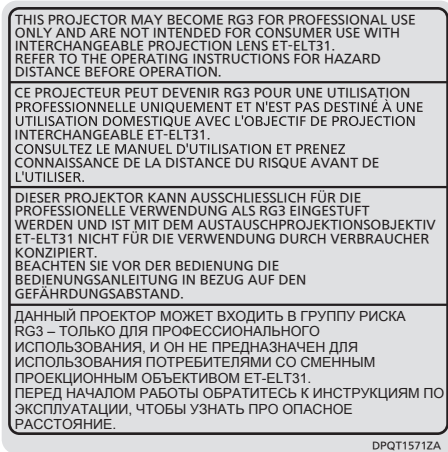 THIS PROJECTOR MAY BECOME RG3 FOR PROFESSIONAL USE
ONLY AND ARE NOT INTENDED FOR CONSUMER USE WITH
INTERCHANGEABLE PROJECTION LENS ET-ELT31.
REFER TO THE OPERATING INSTRUCTIONS FOR HAZARD
DISTANCE BEFORE OPERATION.
CE PROJECTEUR PEUT DEVENIR RG3 POUR UNE UTILISATION
PROFESSIONNELLE UNIQUEMENT ET N'EST PAS DESTINÉ À UNE
UTILISATION DOMESTIQUE AVEC L'OBJECTIF DE PROJECTION
INTERCHANGEABLE ET-ELT31.
CONSULTEZ LE MANUEL D'UTILISATION ET PRENEZ
CONNAISSANCE DE LA DISTANCE DU RISQUE AVANT DE
L'UTILISER.
DIESER PROJEKTOR KANN AUSSCHLIESSLICH FÜR DIE
PROFESSIONELLE VERWENDUNG ALS RG3 EINGESTUFT
WERDEN UND IST MIT DEM AUSTAUSCHPROJEKTIONSOBJEKTIV
ET-ELT31 NICHT FÜR DIE VERWENDUNG DURCH VERBRAUCHER
KONZIPIERT.
BEACHTEN SIE VOR DER BEDIENUNG DIE
BEDIENUNGSANLEITUNG IN BEZUG AUF DEN
GEFÄHRDUNGSABSTAND.
ДАННЫЙ ПРОЕКТОР МОЖЕТ ВХОДИТЬ В ГРУППУ РИСКА
RG3 – ТОЛЬКО ДЛЯ ПРОФЕССИОНАЛЬНОГО
ИСПОЛЬЗОВАНИЯ, И ОН НЕ ПРЕДНАЗНАЧЕН ДЛЯ
ИСПОЛЬЗОВАНИЯ ПОТРЕБИТЕЛЯМИ СО СМЕННЫМ
ПРОЕКЦИОННЫМ ОБЪЕКТИВОМ ET-ELT31.
ПЕРЕД НАЧАЛОМ РАБОТЫ ОБРАТИТЕСЬ К ИНСТРУКЦИЯМ ПО
ЭКСПЛУАТАЦИИ, ЧТОБЫ УЗНАТЬ ПРО ОПАСНОЕ
РАССТОЯНИЕ.
DPQT1571ZA